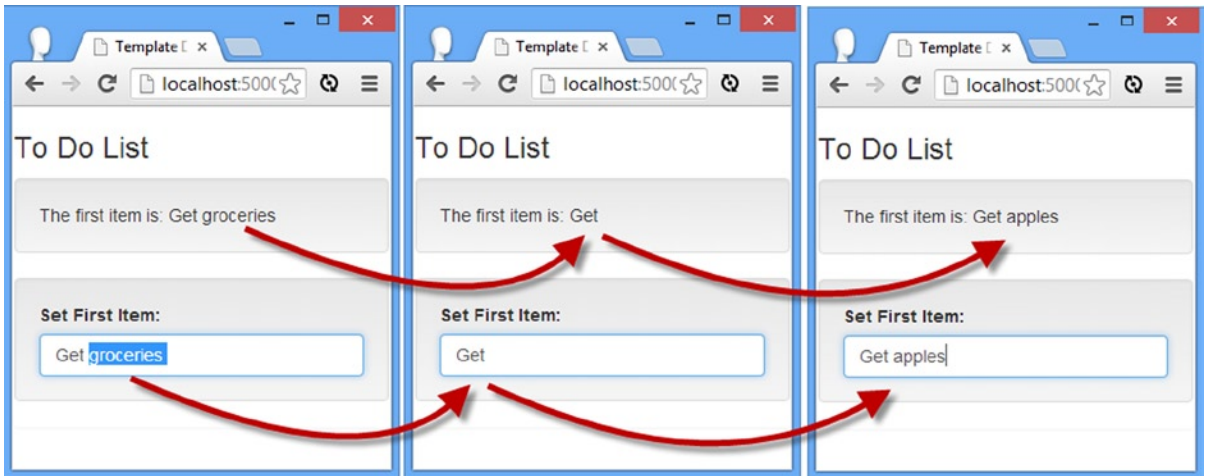 Template [
localhost:500(
To Do List
The first item is: Get groceries
Set First Item:
Get groceries
Template [
localhost:500(
To Do List
The first item is: Get
Set First Item:
Get
Template [
localhost:500(
To Do List
The first item is: Get apples
Set First Item:
Get apples